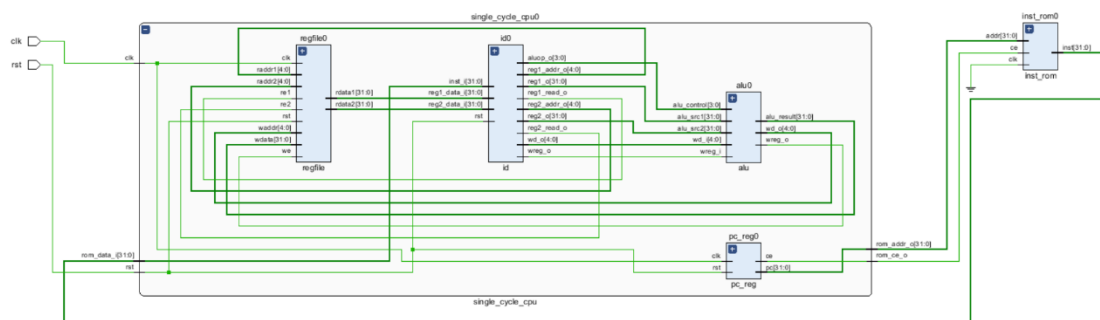 single_cycle_cpu0
inst_rom0
clk
rst
regfile0
clk
raddr1[4:0]
raddr2[4:0]
re1
re2
rst
waddr[4:0]
wdata[31:0]
we
rdata1[31:0]
rdata2[31:0]
regfile
id0
inst_i[31:0]
reg1_data_i[31:0]
reg2_data_i[31:0]
rst
aluop_o[3:0]
reg1_addr_o[4:0]
reg1_o[31:0]
reg1_read_o
reg2_addr_o[4:0]
reg2_o[31:0]
reg2_read_o
wd_o[4:0]
wreg_o
id
alu0
alu_control[3:0]
alu_src1[31:0]
alu_src2[31:0]
wd_i[4:0]
wreg_i
alu_result[31:0]
wd_o[4:0]
wreg_o
alu
addr[31:0]
ce
clk
inst[31:0]
inst_rom
clk
rom_data_i[31:0]
rst
pc_reg0
clk
rst
ce
pc[31:0]
pc_reg
rom_addr_o[31:0]
rom_ce_o
single_cycle_cpu